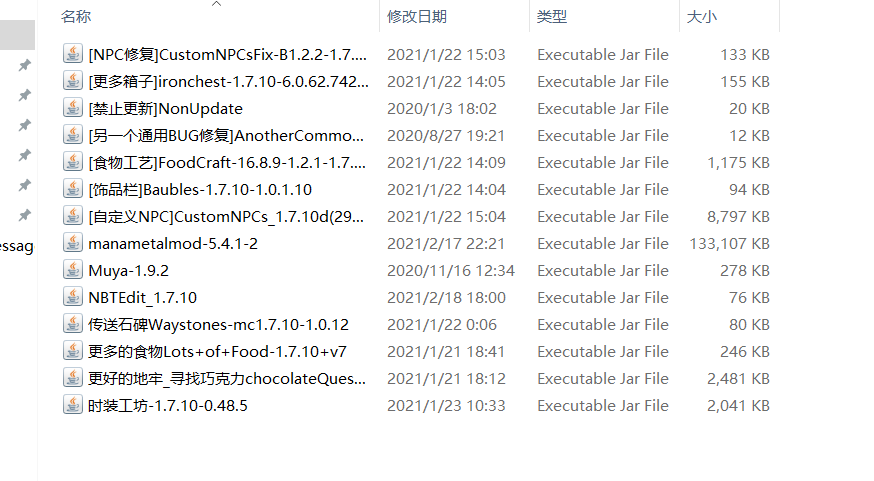 名称 修改日期 类型 大小
[NPC修复]CustomNPCsFix-B1.2.2-1.7.... 2021/1/22 15:03 Executable Jar File 133 KB
[更多箱子]ironchest-1.7.10-6.0.62.742... 2021/1/22 14:05 Executable Jar File 155 KB
[禁止更新]NonUpdate 2020/1/3 18:02 Executable Jar File 20 KB
[另一个通用BUG修复]AnotherCommo... 2020/8/27 19:21 Executable Jar File 12 KB
[食物工艺]FoodCraft-16.8.9-1.2.1-1.7.... 2021/1/22 14:09 Executable Jar File 1,175 KB
[饰品栏]Baubles-1.7.10-1.0.1.10 2021/1/22 14:04 Executable Jar File 94 KB
[自定义NPC]CustomNPCs_1.7.10d(29... 2021/1/22 15:04 Executable Jar File 8,797 KB
essag manametalmod-5.4.1-2 2021/2/17 22:21 Executable Jar File 133,107 KB
Muya-1.9.2 2020/11/16 12:34 Executable Jar File 278 KB
NBTEdit_1.7.10 2021/2/18 18:00 Executable Jar File 76 KB
传送石碑Waystones-mc1.7.10-1.0.12 2021/1/22 0:06 Executable Jar File 80 KB
更多的食物Lots+of+Food-1.7.10+v7 2021/1/21 18:41 Executable Jar File 246 KB
更好的地牢_寻找巧克力chocolateQues... 2021/1/21 18:12 Executable Jar File 2,481 KB
时装工坊-1.7.10-0.48.5 2021/1/23 10:33 Executable Jar File 2,041 KB